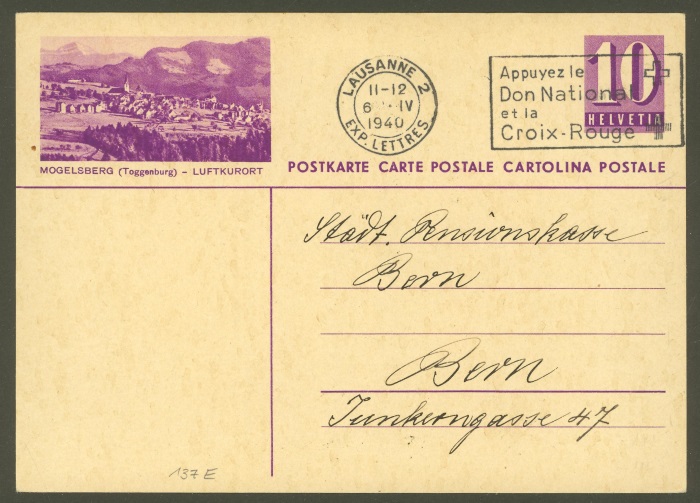 MOGELSBERG (Toggenburg) - LUFTKURORT
LAUSANNE 2
11-12
6 IV
1940
EXP. LETTRES
Appuyez le
Don National
et la
Croix-Rouge
10
HELVETIA
POSTKARTE CARTE POSTALE CARTOLINA POSTALE
Städt. Pensionskasse
Bern
Bern
Junkerngasse 47
137 E